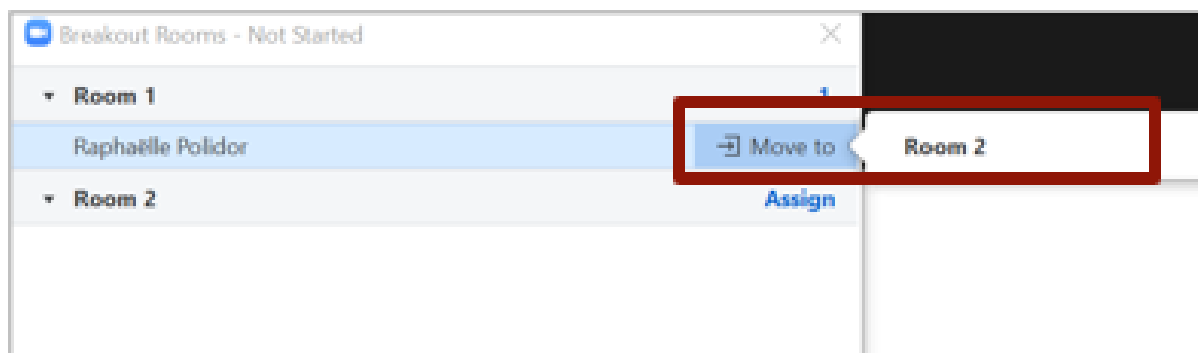 Breakout Rooms - Not Started
Room 1
1
Raphaëlle Polidor
Move to
Room 2
Room 2
Assign